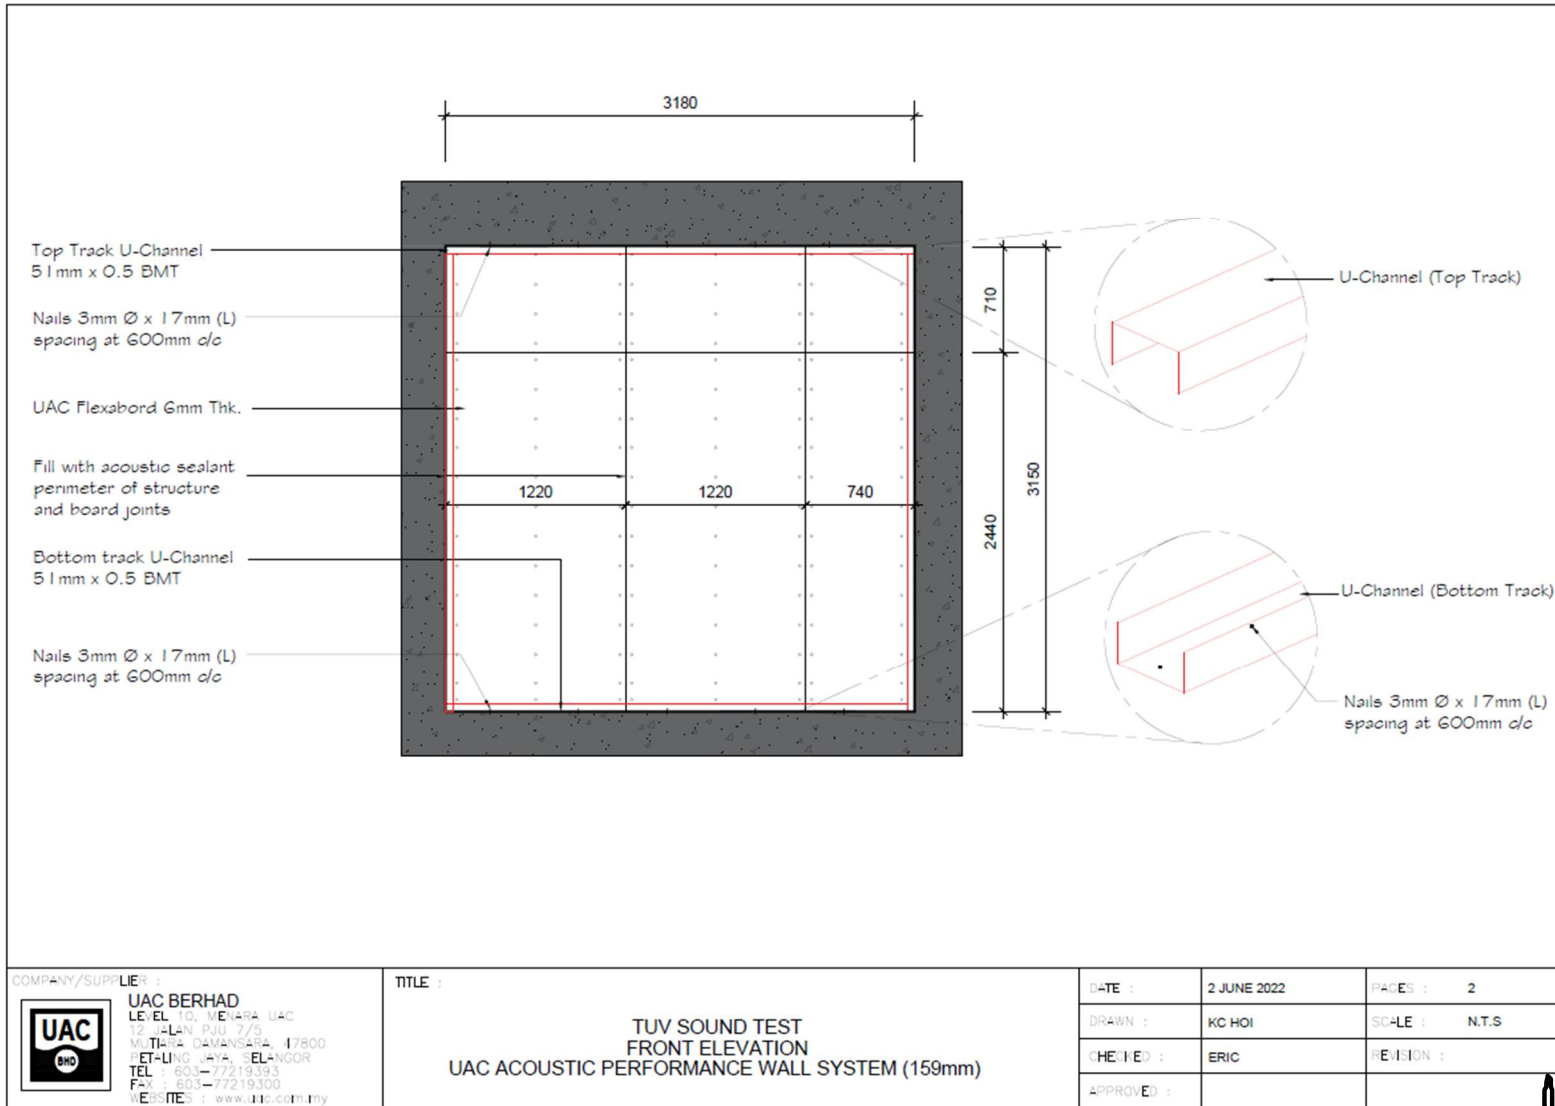 3180
Top Track U-Channel
51mm x 0.5 BMT
Nails 3mm Ø x 17mm (L)
spacing at 600mm c/c
UAC Flexabord 6mm Thk.
Fill with acoustic sealant
perimeter of structure
and board joints
Bottom track U-Channel
51mm x 0.5 BMT
Nails 3mm Ø x 17mm (L)
spacing at 600mm c/c
1220
1220
740
710
2440
3150
U-Channel (Top Track)
U-Channel (Bottom Track)
Nails 3mm Ø x 17mm (L)
spacing at 600mm c/c
COMPANY/SUPPLIER :
UAC
BHD
UAC BERHAD
LEVEL 10, MENARA UAC
12 JALAN PJU 7/5
MUTIARA DAMANSARA, 47800
PETALING JAYA, SELANGOR
TEL : 603-77219393
FAX : 603-77219300
WEBSITES : www.uac.com.my
TITLE :
TUV SOUND TEST
FRONT ELEVATION
UAC ACOUSTIC PERFORMANCE WALL SYSTEM (159mm)
DATE : 2 JUNE 2022 PAGES : 2
DRAWN : KC HOI SCALE : N.T.S
CHECKED : ERIC REVISION :
APPROVED :